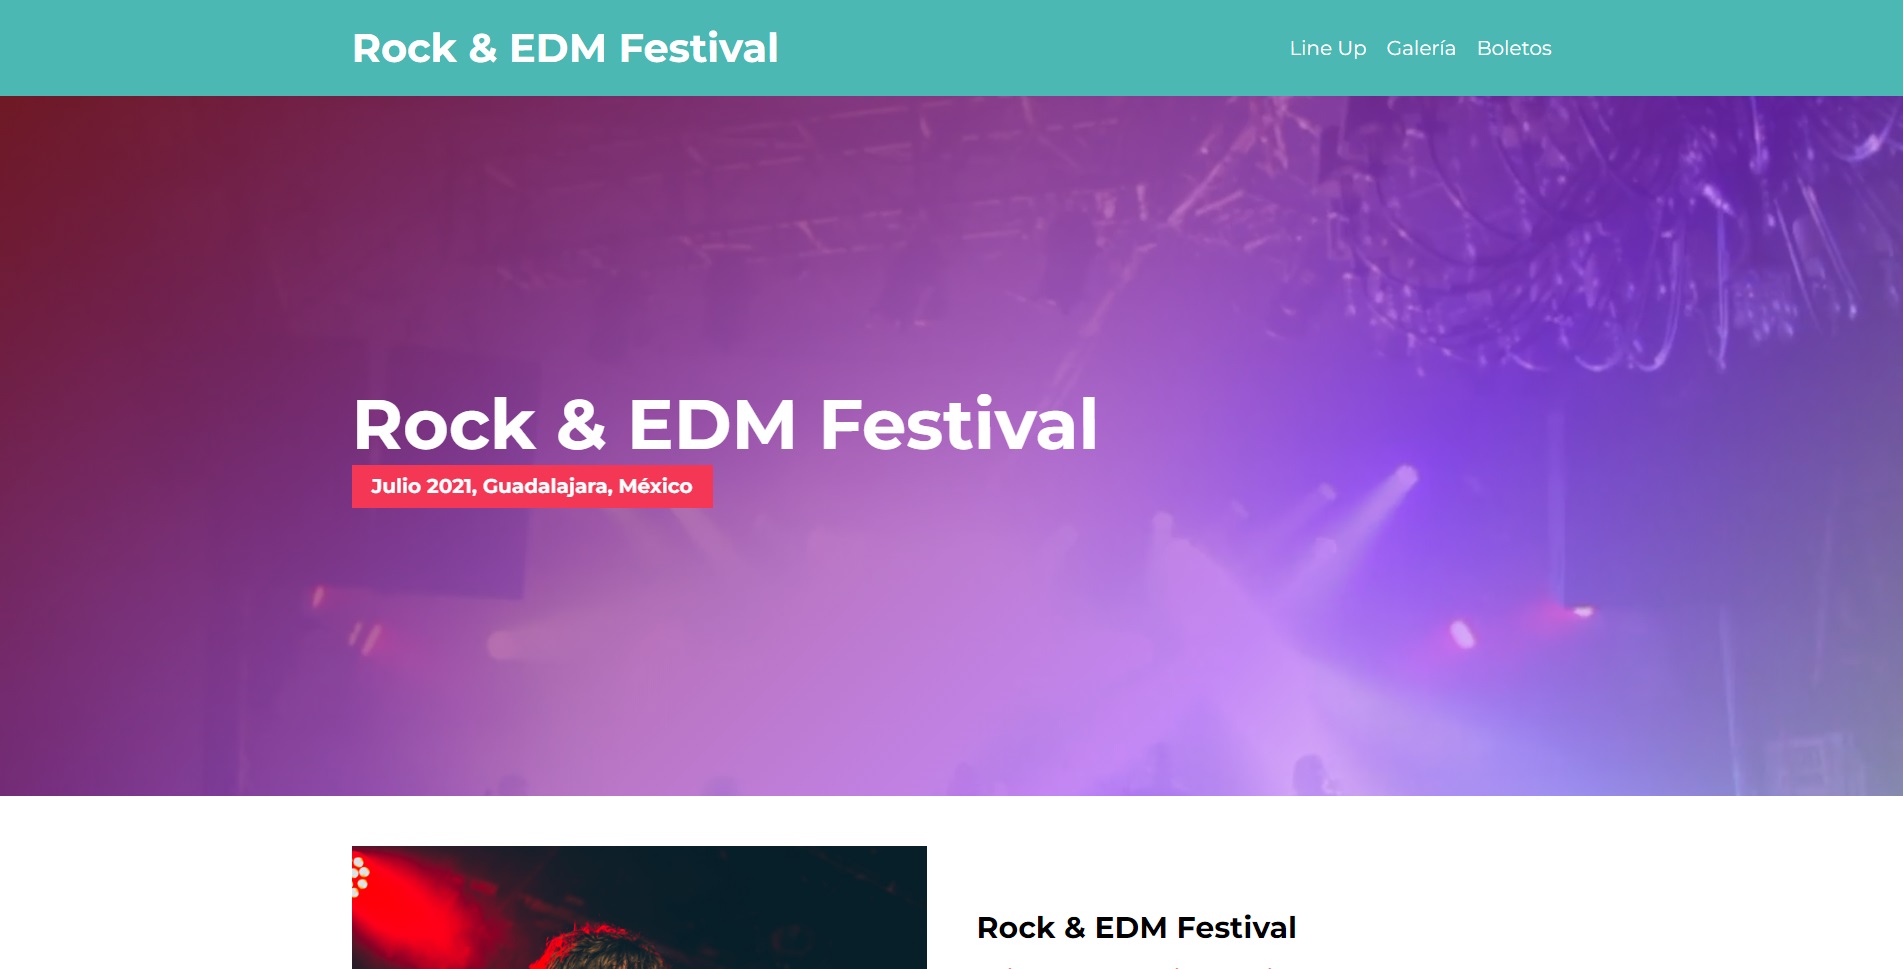 Rock & EDM Festival
Line Up Galería Boletos
Rock & EDM Festival
Julio 2021, Guadalajara, México
Rock & EDM Festival